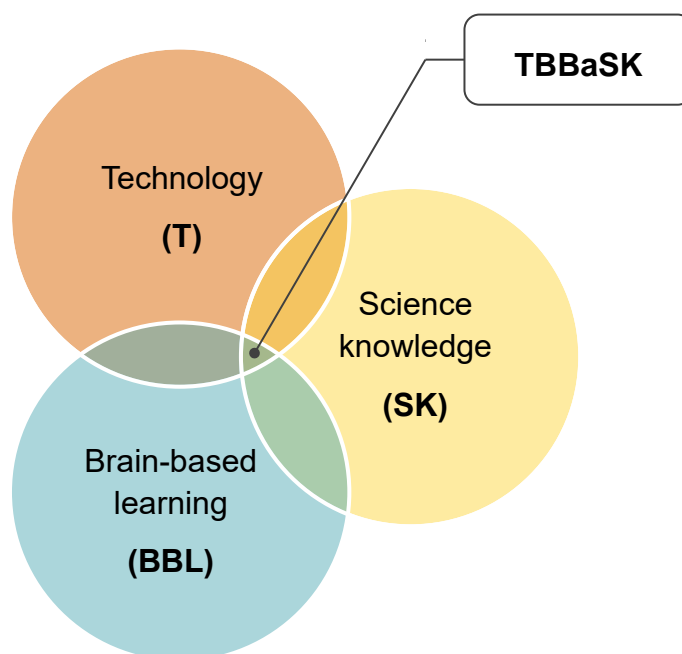 TBBaSK
Technology
(T)
Science
knowledge
(SK)
Brain-based
learning
(BBL)